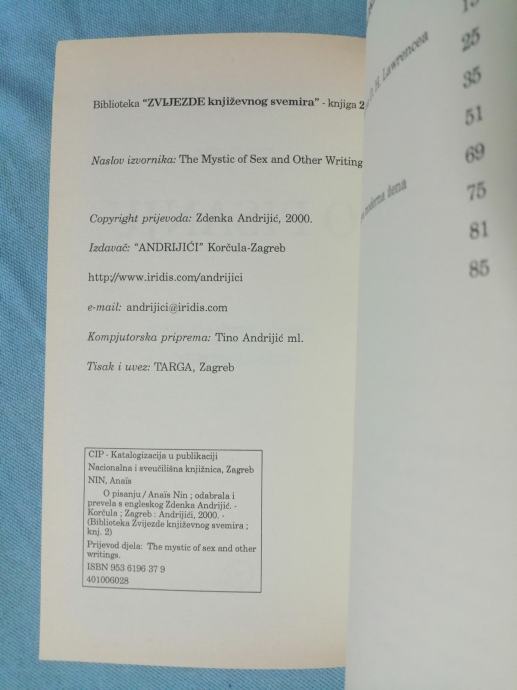 Biblioteka "ZVIJEZDE književnog svemira" - knjiga 2
Naslov izvornika: The Mystic of Sex and Other Writing
Copyright prijevoda: Zdenka Andrijić, 2000.
Izdavač: "ANDRIJIĆI" Korčula-Zagreb
http://www.iridis.com/andrijici
e-mail: andrijici@iridis.com
Kompjutorska priprema: Tino Andrijić ml.
Tisak i uvez: TARGA, Zagreb
CIP - Katalogizacija u publikaciji
Nacionalna i sveučilišna knjižnica, Zagreb
NIN, Anaïs
O pisanju / Anaïs Nin ; odabrala i
prevela s engleskog Zdenka Andrijić. -
Korčula ; Zagreb : Andrijići, 2000. -
(Biblioteka Zvijezde književnog svemira ;
knj. 2)
Prijevod djela: The mystic of sex and other
writings.
ISBN 953 6196 37 9
401006028
25
D. H. Lawrencea
35
51
69
moderna žena
75
81
85